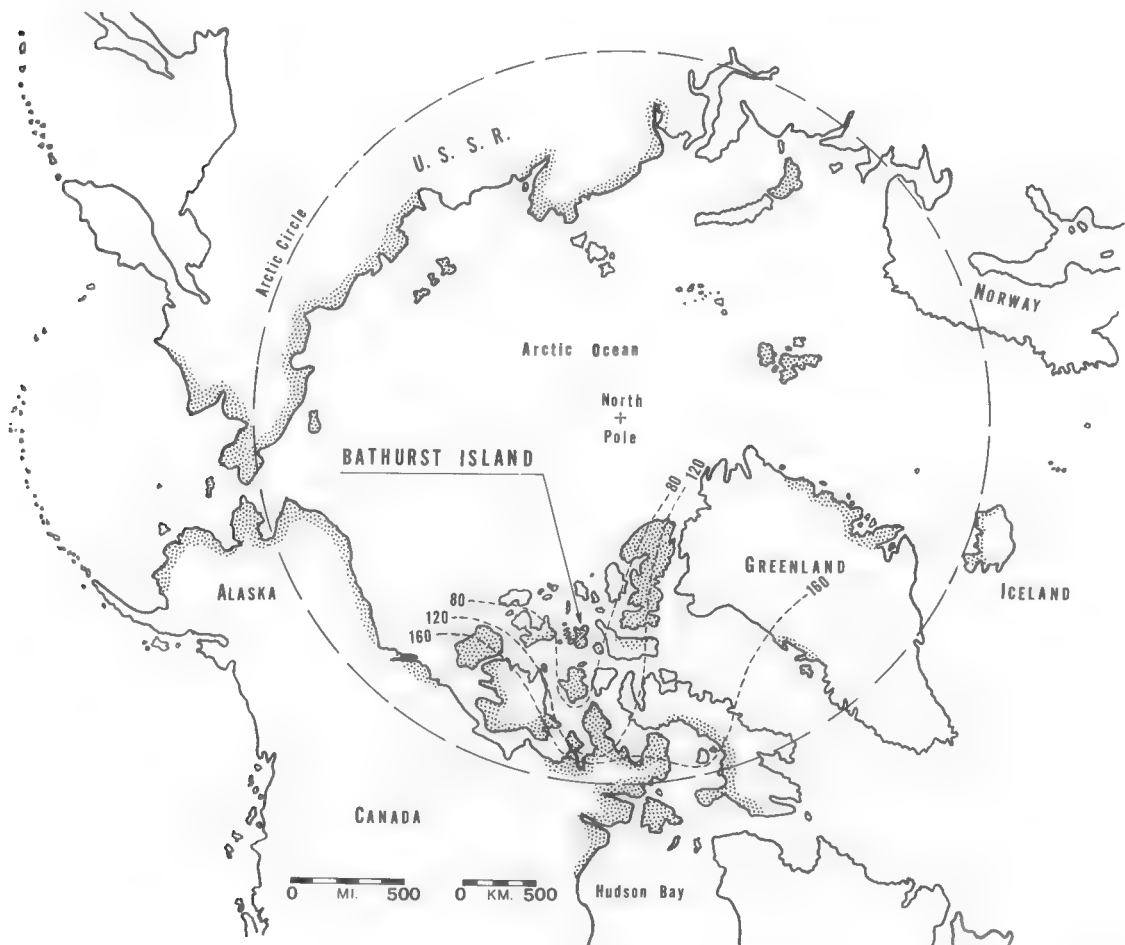 U. S. S. R.
Arctic Circle
NORWAY
Arctic Ocean
North
+
Pole
BATHURST ISLAND
80
120
GREENLAND
160
ICELAND
ALASKA
80
120
160
CANADA
0 MI. 500
0 KM. 500
Hudson Bay